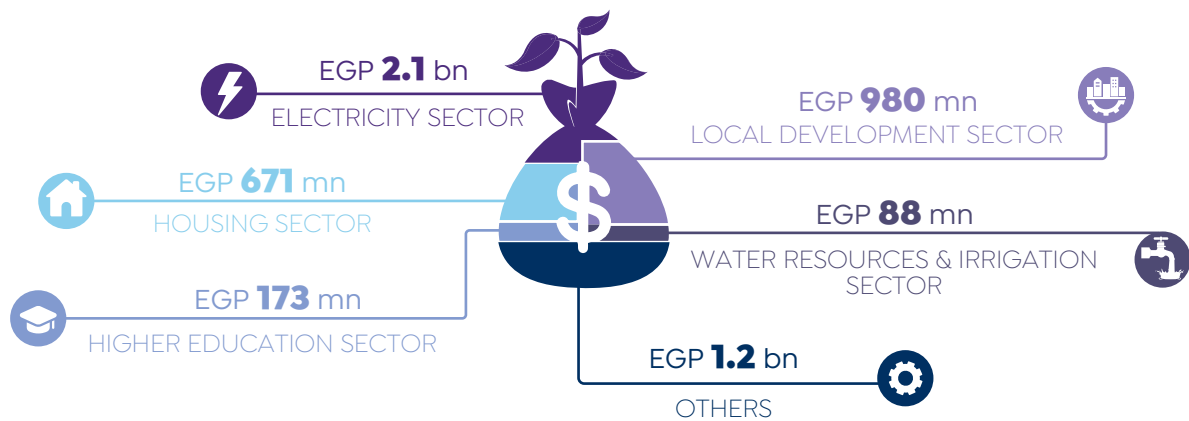 EGP 2.1 bn
ELECTRICITY SECTOR
EGP 980 mn
LOCAL DEVELOPMENT SECTOR
EGP 671 mn
HOUSING SECTOR
EGP 88 mn
WATER RESOURCES & IRRIGATION
SECTOR
EGP 173 mn
HIGHER EDUCATION SECTOR
EGP 1.2 bn
OTHERS
$